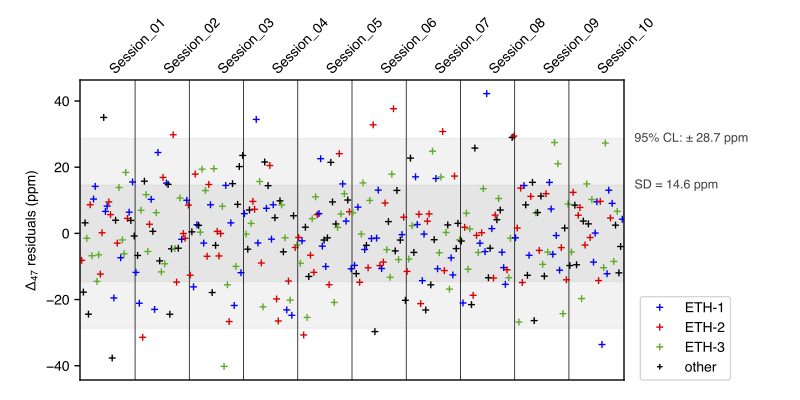 Session_01
Session_02
Session_03
Session_04
Session_05
Session_06
Session_07
Session_08
Session_09
Session_10
40
20
0
−20
−40
Δ47 residuals (ppm)
95% CL: ± 28.7 ppm
SD = 14.6 ppm
ETH-1
ETH-2
ETH-3
other